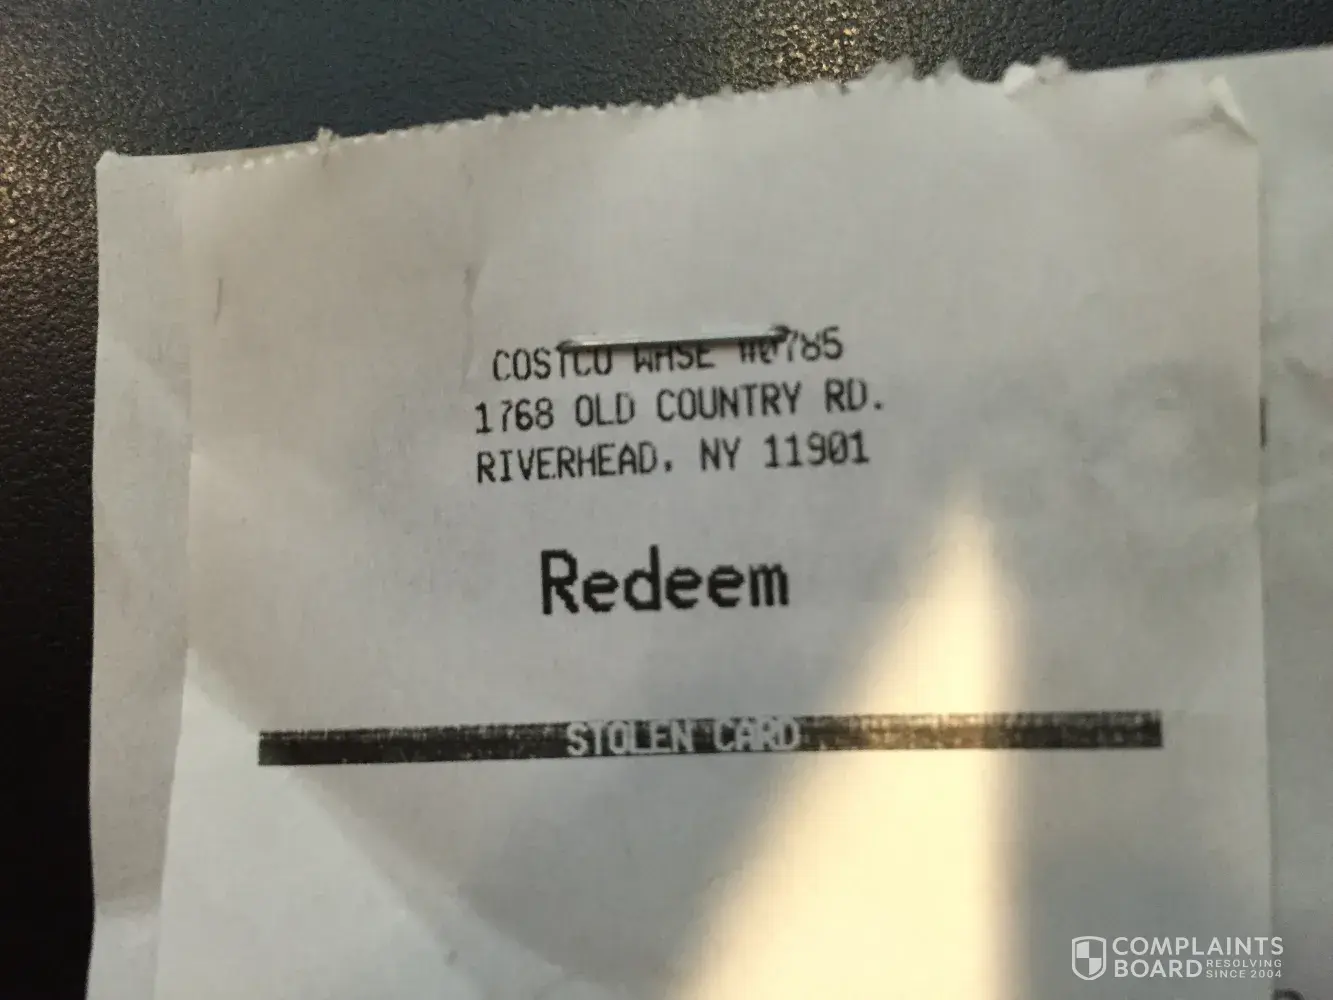 COSTCO WHSE #0785
1768 OLD COUNTRY RD.
RIVERHEAD, NY 11901
Redeem
STOLEN CARD
COMPLAINTS
BOARD RESOLVING
SINCE 2004